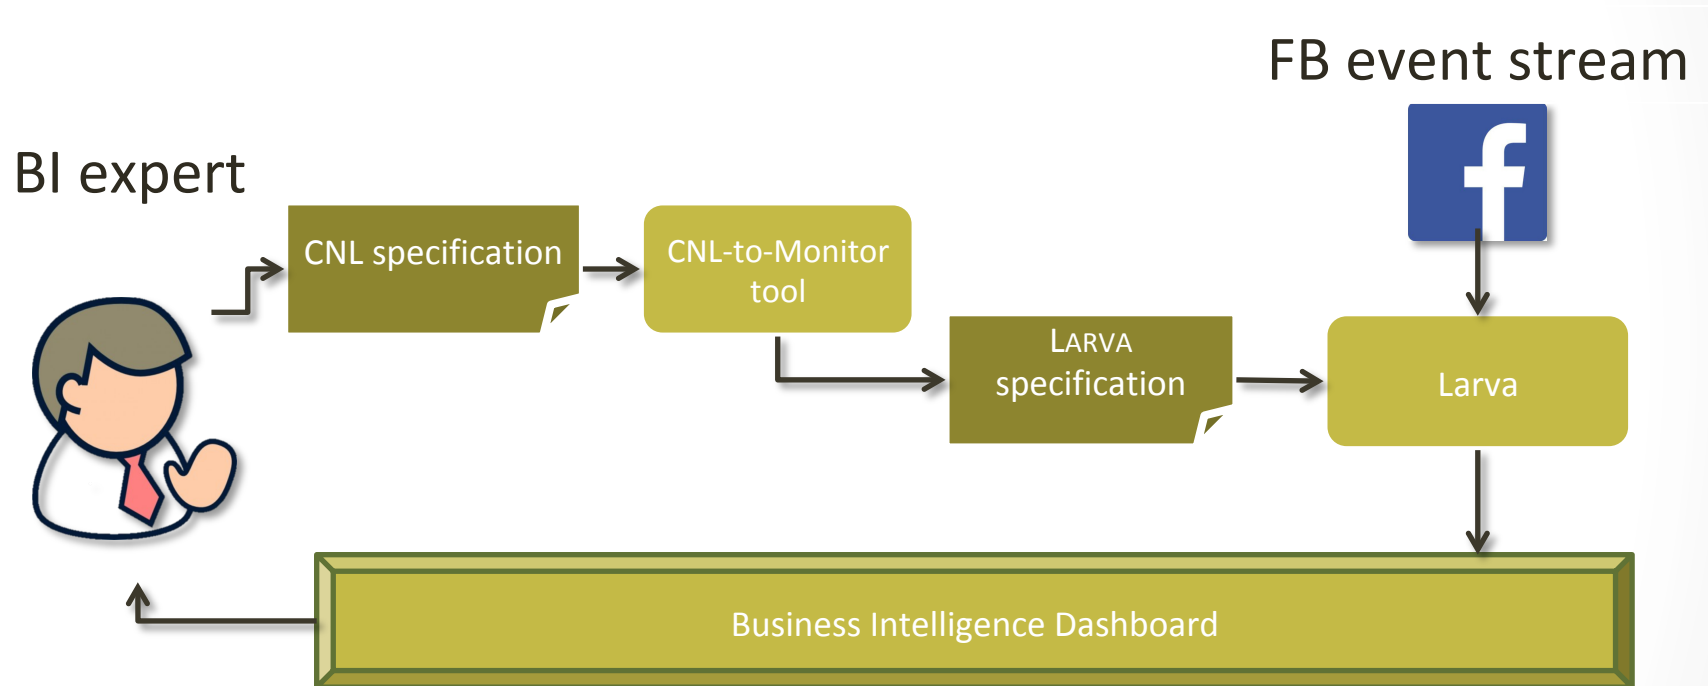 FB event stream
BI expert
CNL specification
CNL-to-Monitor
tool
LARVA
specification
Larva
Business Intelligence Dashboard